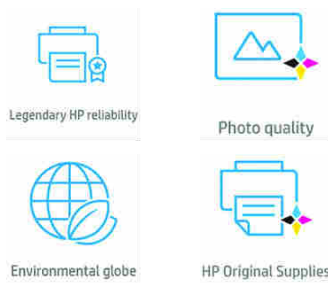 Legendary HP reliability
Photo quality
Environmental globe
HP Original Supplies